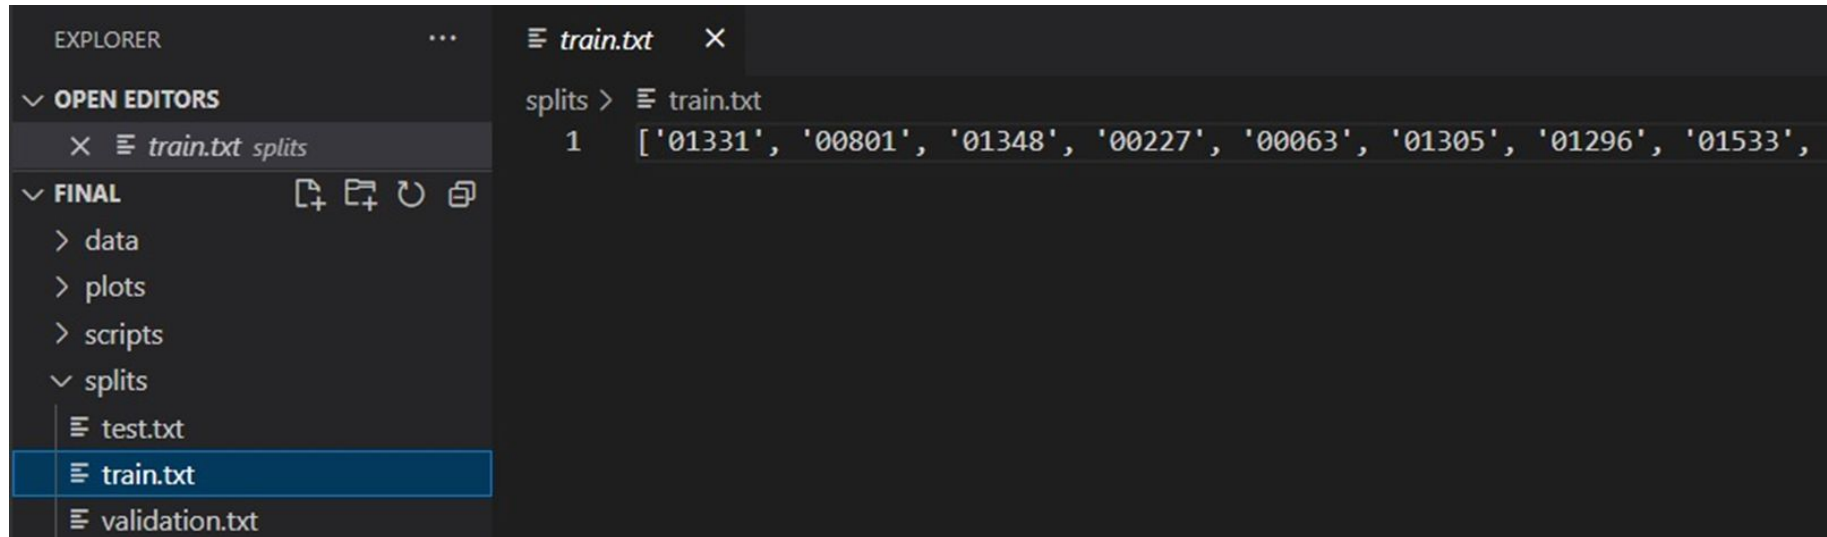 EXPLORER
OPEN EDITORS
train.txt splits
FINAL
data
plots
scripts
splits
test.txt
train.txt
validation.txt
train.txt
splits > train.txt
1 ['01331', '00801', '01348', '00227', '00063', '01305', '01296', '01533',